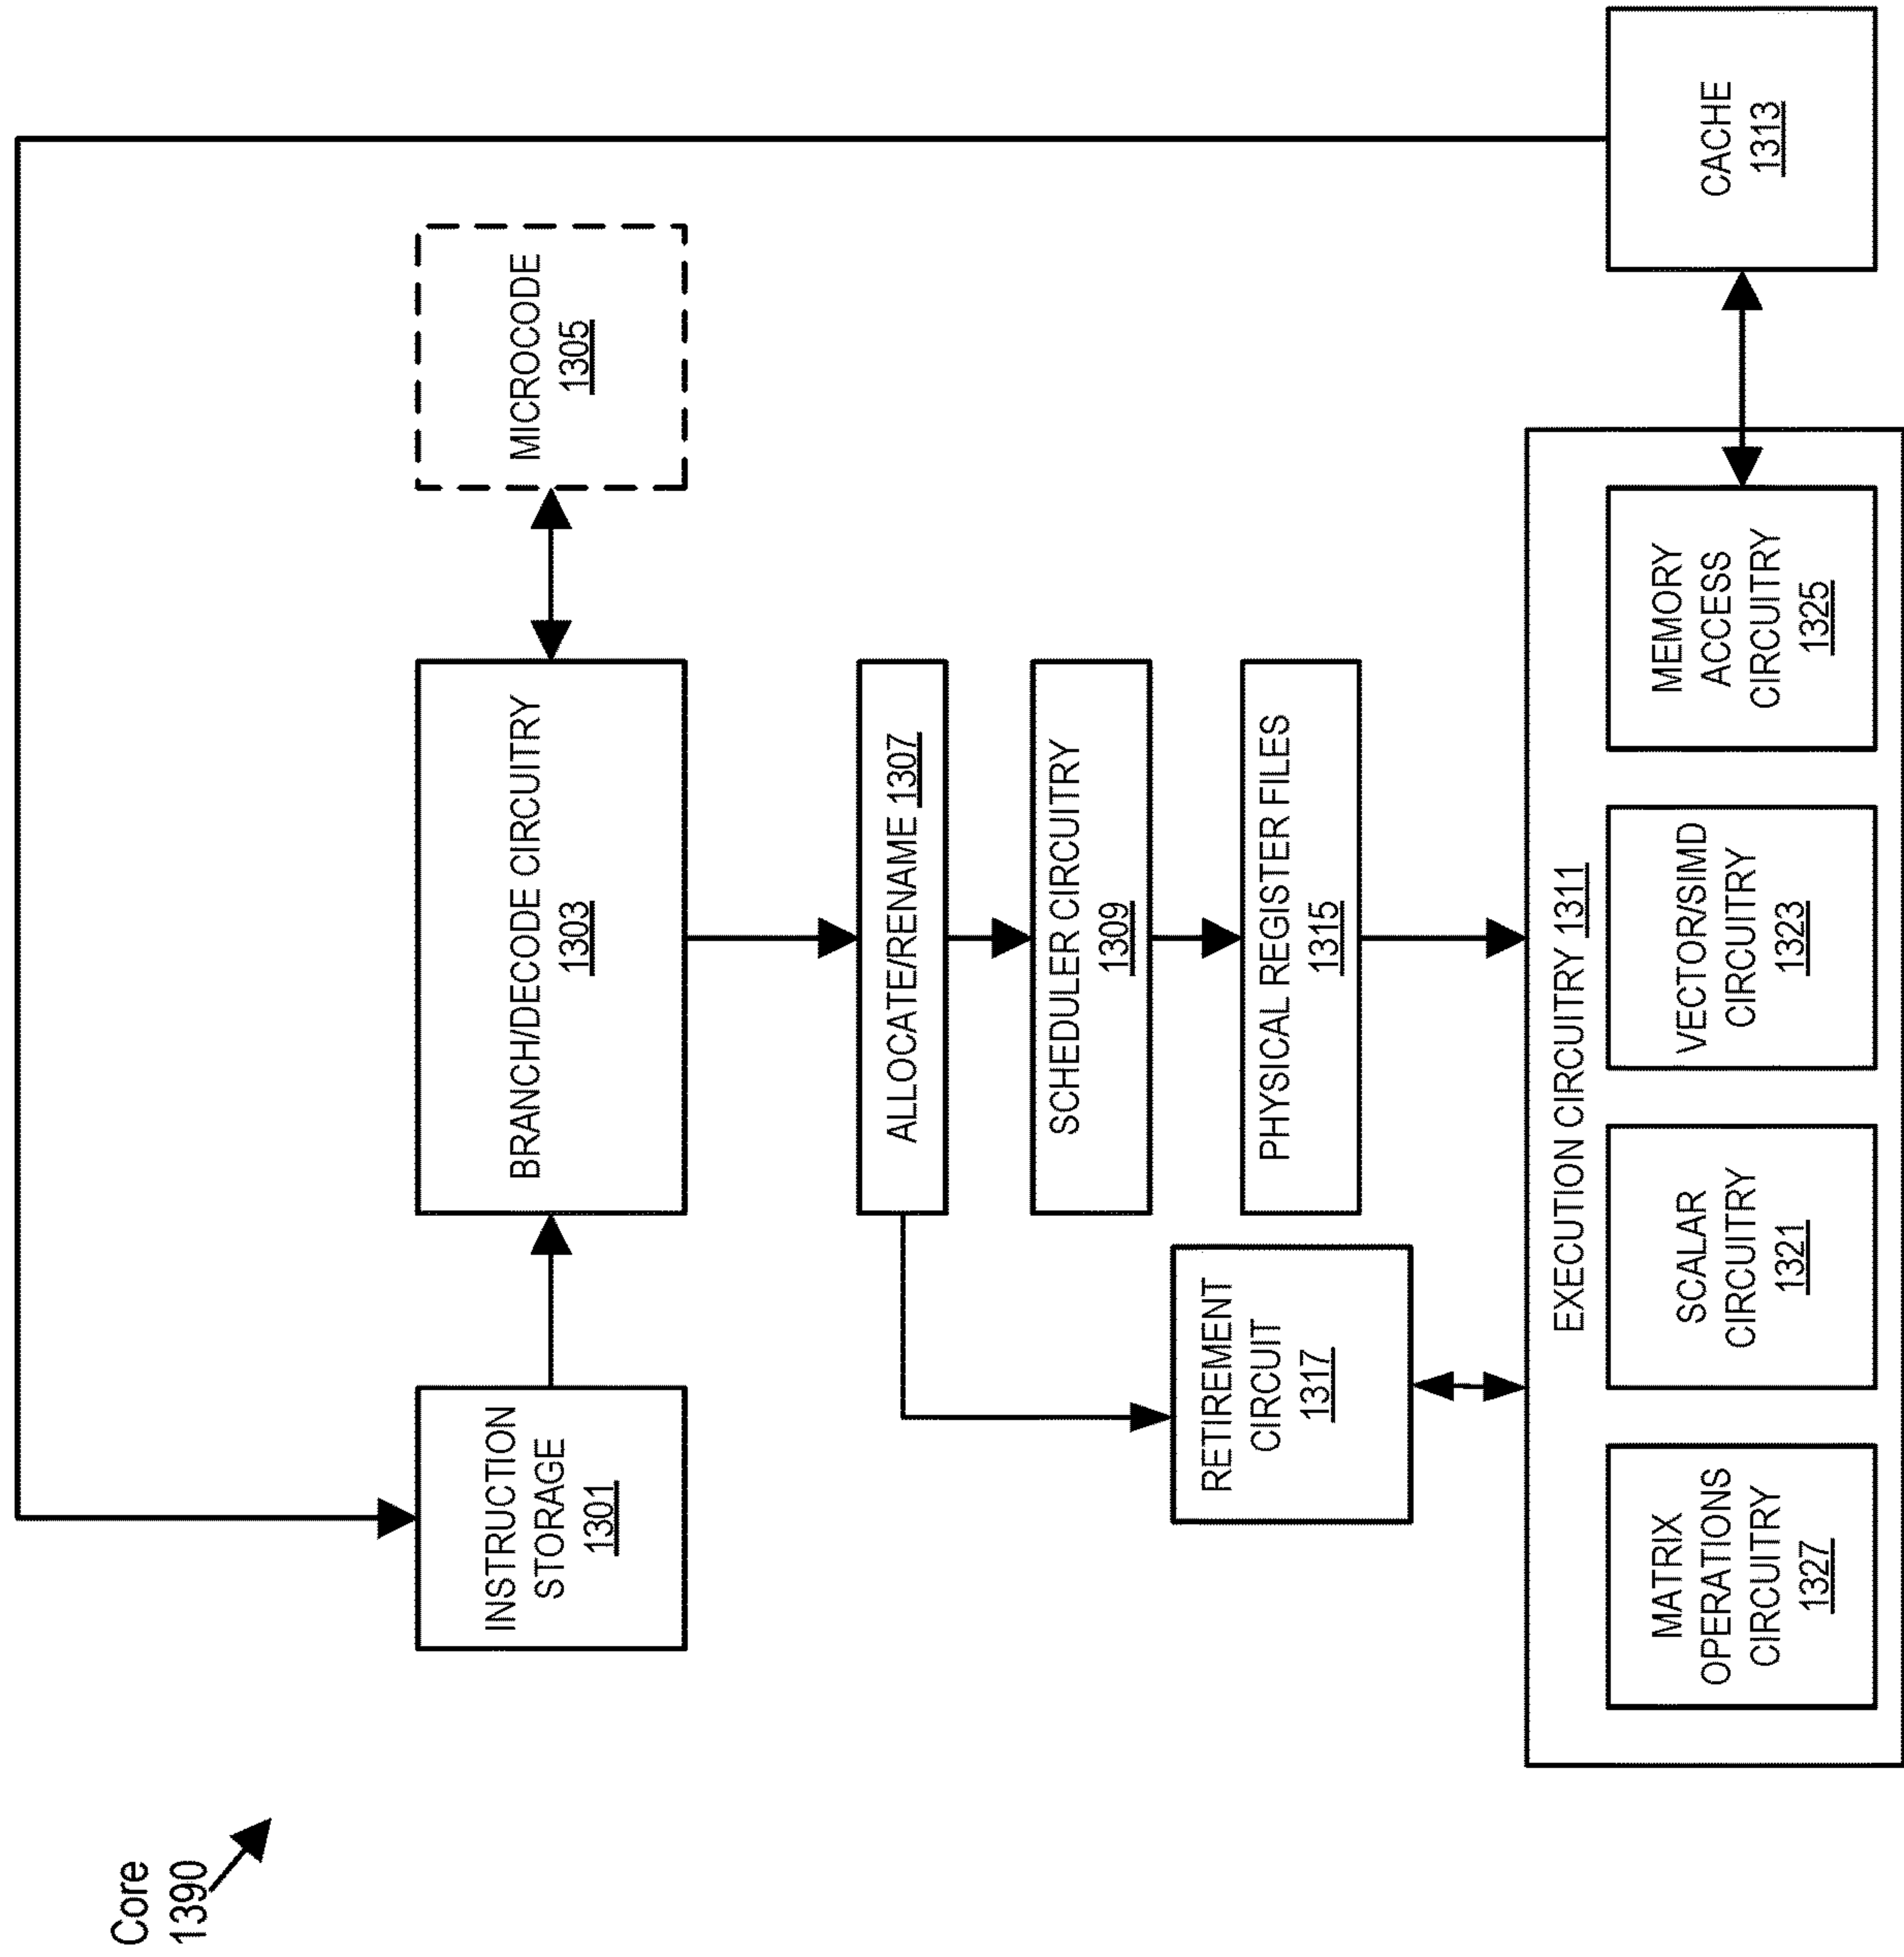 Core
1390
INSTRUCTION
STORAGE
1301
BRANCH/DECODE CIRCUITRY
1303
MICROCODE
1305
ALLOCATE/RENAME 1307
SCHEDULER CIRCUITRY
1309
PHYSICAL REGISTER FILES
1315
RETIREMENT
CIRCUIT
1317
EXECUTION CIRCUITRY 1311
MATRIX
OPERATIONS
CIRCUITRY
1327
SCALAR
CIRCUITRY
1321
VECTOR/SIMD
CIRCUITRY
1323
MEMORY
ACCESS
CIRCUITRY
1325
CACHE
1313